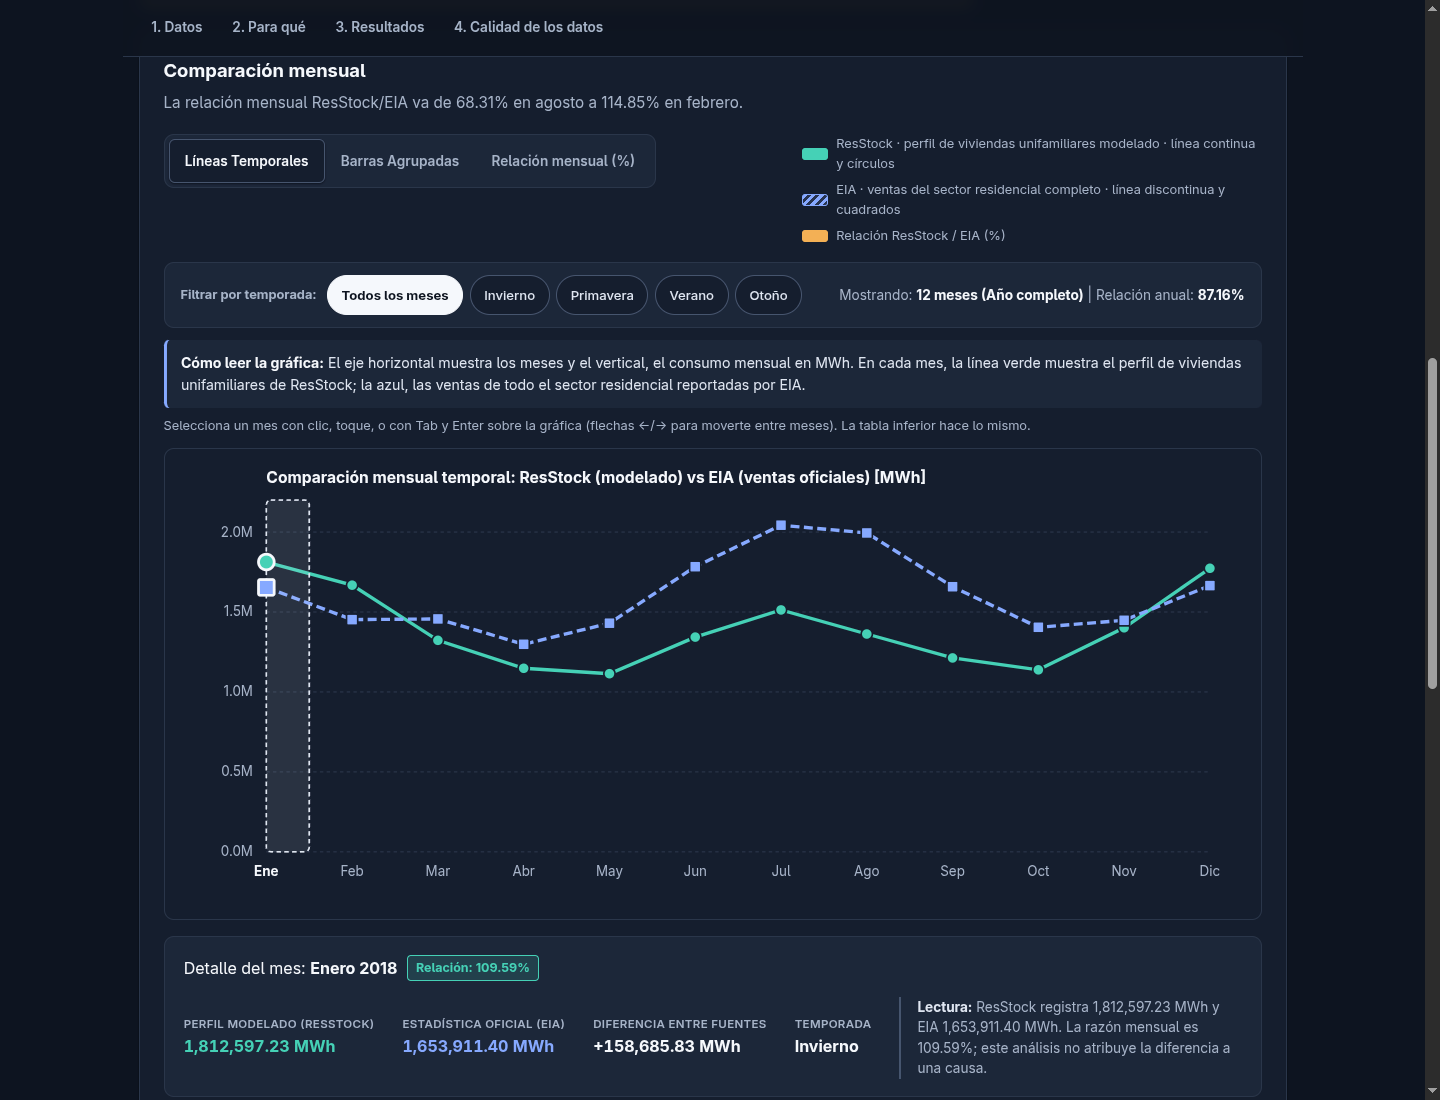 1. Datos
2. Para qué
3. Resultados
4. Calidad de los datos
Comparación mensual
La relación mensual ResStock/EIA va de 68.31% en agosto a 114.85% en febrero.
Líneas Temporales
Barras Agrupadas
Relación mensual (%)
ResStock · perfil de viviendas unifamiliares modelado · línea continua
y círculos
EIA · ventas del sector residencial completo · línea discontinua y
cuadrados
Relación ResStock / EIA (%)
Filtrar por temporada:
Todos los meses
Invierno
Primavera
Verano
Otoño
Mostrando: 12 meses (Año completo) | Relación anual: 87.16%
Cómo leer la gráfica: El eje horizontal muestra los meses y el vertical, el consumo mensual en MWh. En cada mes, la línea verde muestra el perfil de viviendas
unifamiliares de ResStock; la azul, las ventas de todo el sector residencial reportadas por EIA.
Selecciona un mes con clic, toque, o con Tab y Enter sobre la gráfica (flechas ←/→ para moverte entre meses). La tabla inferior hace lo mismo.
Comparación mensual temporal: ResStock (modelado) vs EIA (ventas oficiales) [MWh]
2.0M
1.5M
1.0M
0.5M
0.0M
Ene
Feb
Mar
Abr
May
Jun
Jul
Ago
Sep
Oct
Nov
Dic
Detalle del mes: Enero 2018
Relación: 109.59%
PERFIL MODELADO (RESSTOCK)
1,812,597.23 MWh
ESTADÍSTICA OFICIAL (EIA)
1,653,911.40 MWh
DIFERENCIA ENTRE FUENTES
+158,685.83 MWh
TEMPORADA
Invierno
Lectura: ResStock registra 1,812,597.23 MWh y
EIA 1,653,911.40 MWh. La razón mensual es
109.59%; este análisis no atribuye la diferencia a
una causa.